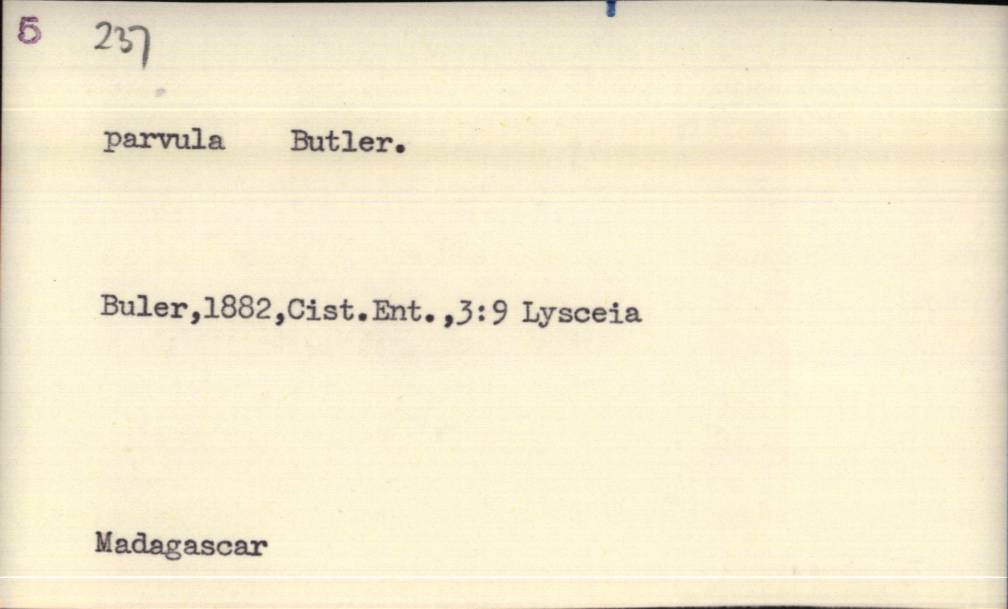 5 237
parvula Butler.
Buler,1882,Cist.Ent.,3:9 Lysceia
Madagascar